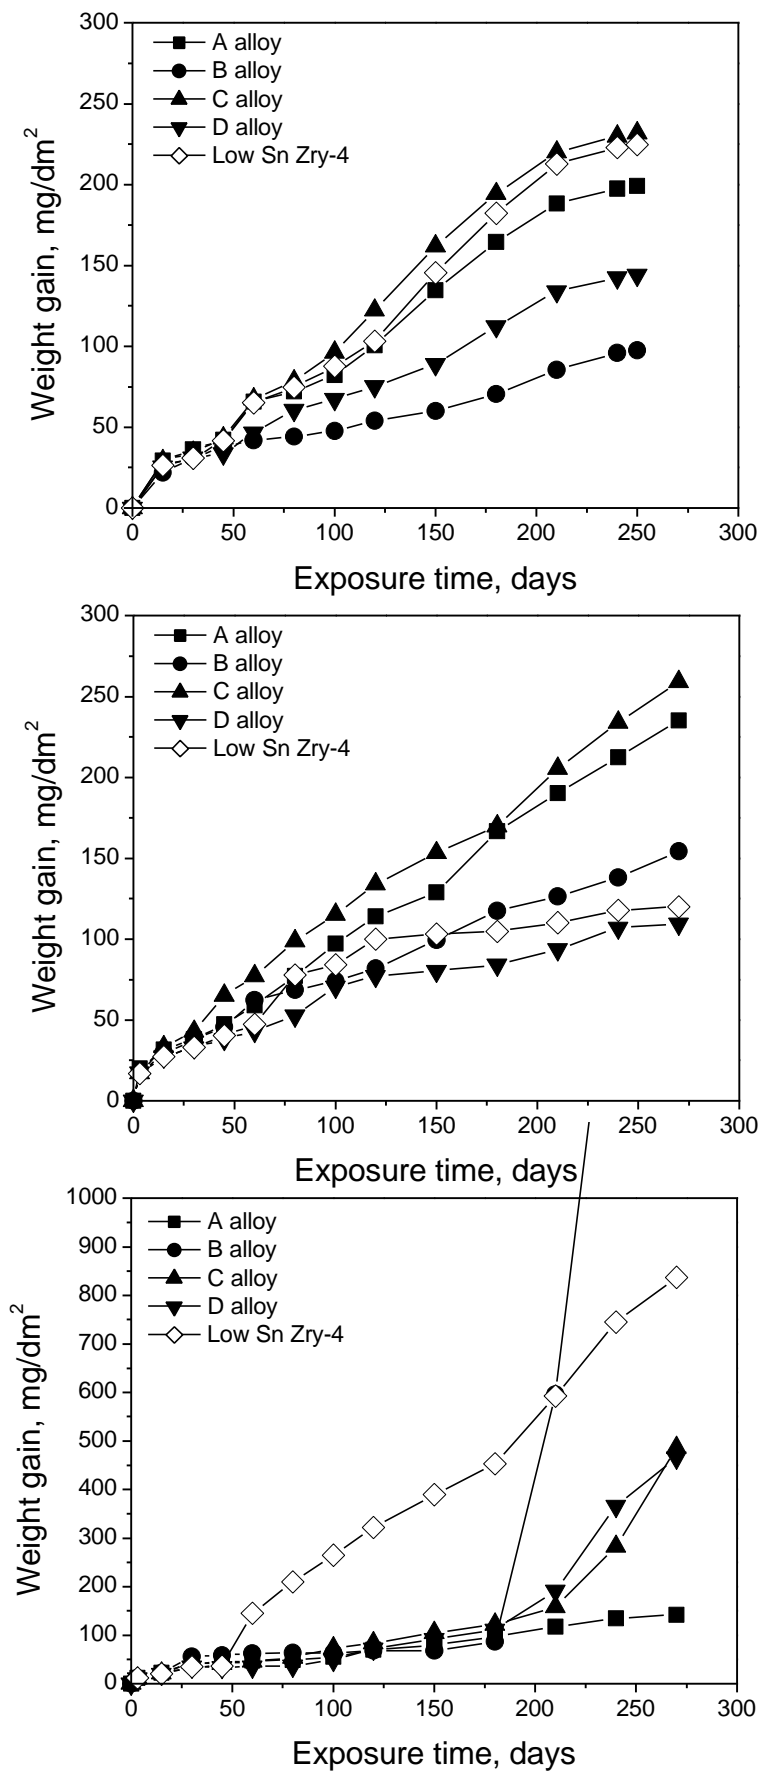 300
250
200
150
100
50
0
Weight gain, mg/dm²
A alloy
B alloy
C alloy
D alloy
Low Sn Zry-4
0 50 100 150 200 250 300
Exposure time, days
300
250
200
150
100
50
0
Weight gain, mg/dm²
A alloy
B alloy
C alloy
D alloy
Low Sn Zry-4
0 50 100 150 200 250 300
Exposure time, days
1000
900
800
700
600
500
400
300
200
100
0
Weight gain, mg/dm²
A alloy
B alloy
C alloy
D alloy
Low Sn Zry-4
0 50 100 150 200 250 300
Exposure time, days